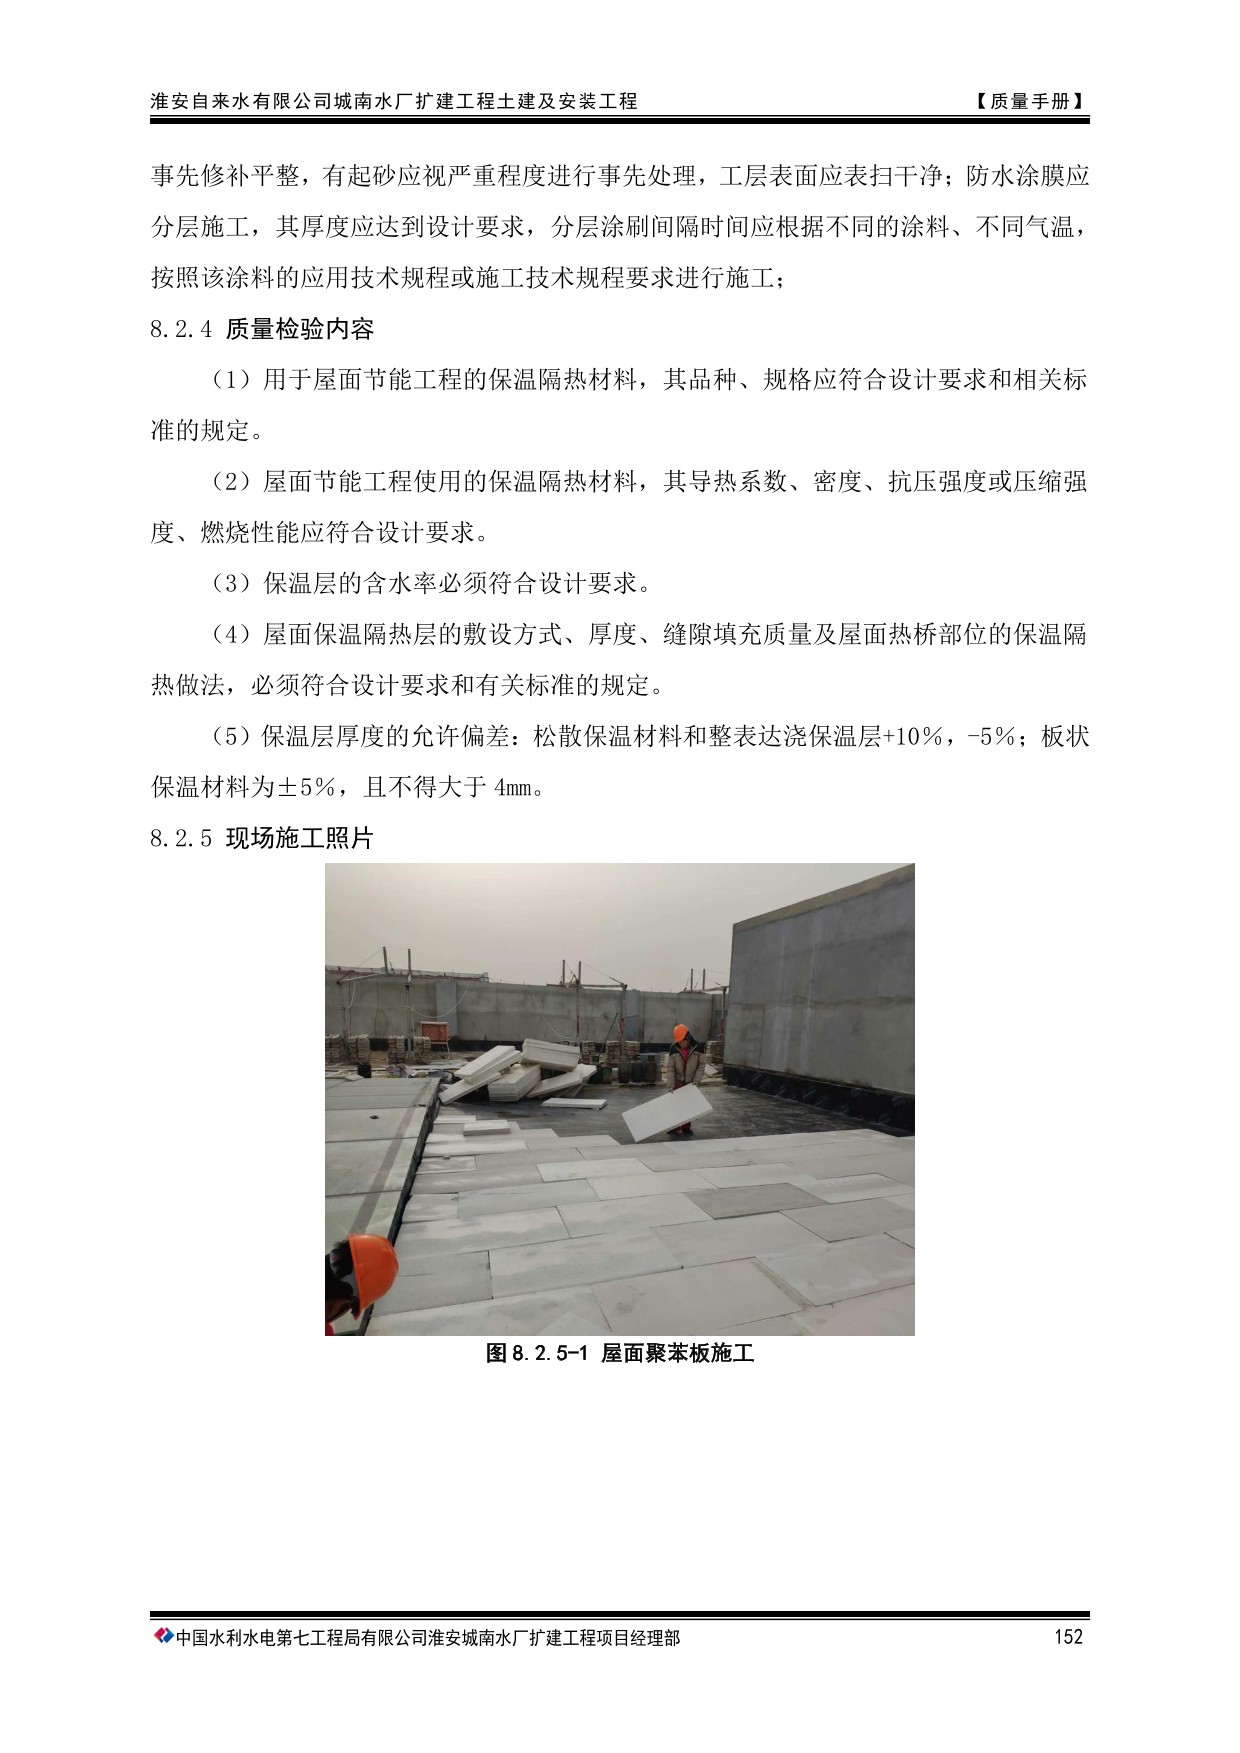 淮安自来水有限公司城南水厂扩建工程土建及安装工程 【质量手册】
事先修补平整，有起砂应视严重程度进行事先处理，工层表面应表扫干净；防水涂膜应
分层施工，其厚度应达到设计要求，分层涂刷间隔时间应根据不同的涂料、不同气温，
按照该涂料的应用技术规程或施工技术规程要求进行施工；
8.2.4 质量检验内容
（1）用于屋面节能工程的保温隔热材料，其品种、规格应符合设计要求和相关标
准的规定。
（2）屋面节能工程使用的保温隔热材料，其导热系数、密度、抗压强度或压缩强
度、燃烧性能应符合设计要求。
（3）保温层的含水率必须符合设计要求。
（4）屋面保温隔热层的敷设方式、厚度、缝隙填充质量及屋面热桥部位的保温隔
热做法，必须符合设计要求和有关标准的规定。
（5）保温层厚度的允许偏差：松散保温材料和整表达浇保温层+10％，-5％；板状
保温材料为±5％，且不得大于 4mm。
8.2.5 现场施工照片
图 8.2.5-1 屋面聚苯板施工
中国水利水电第七工程局有限公司淮安城南水厂扩建工程项目经理部 152